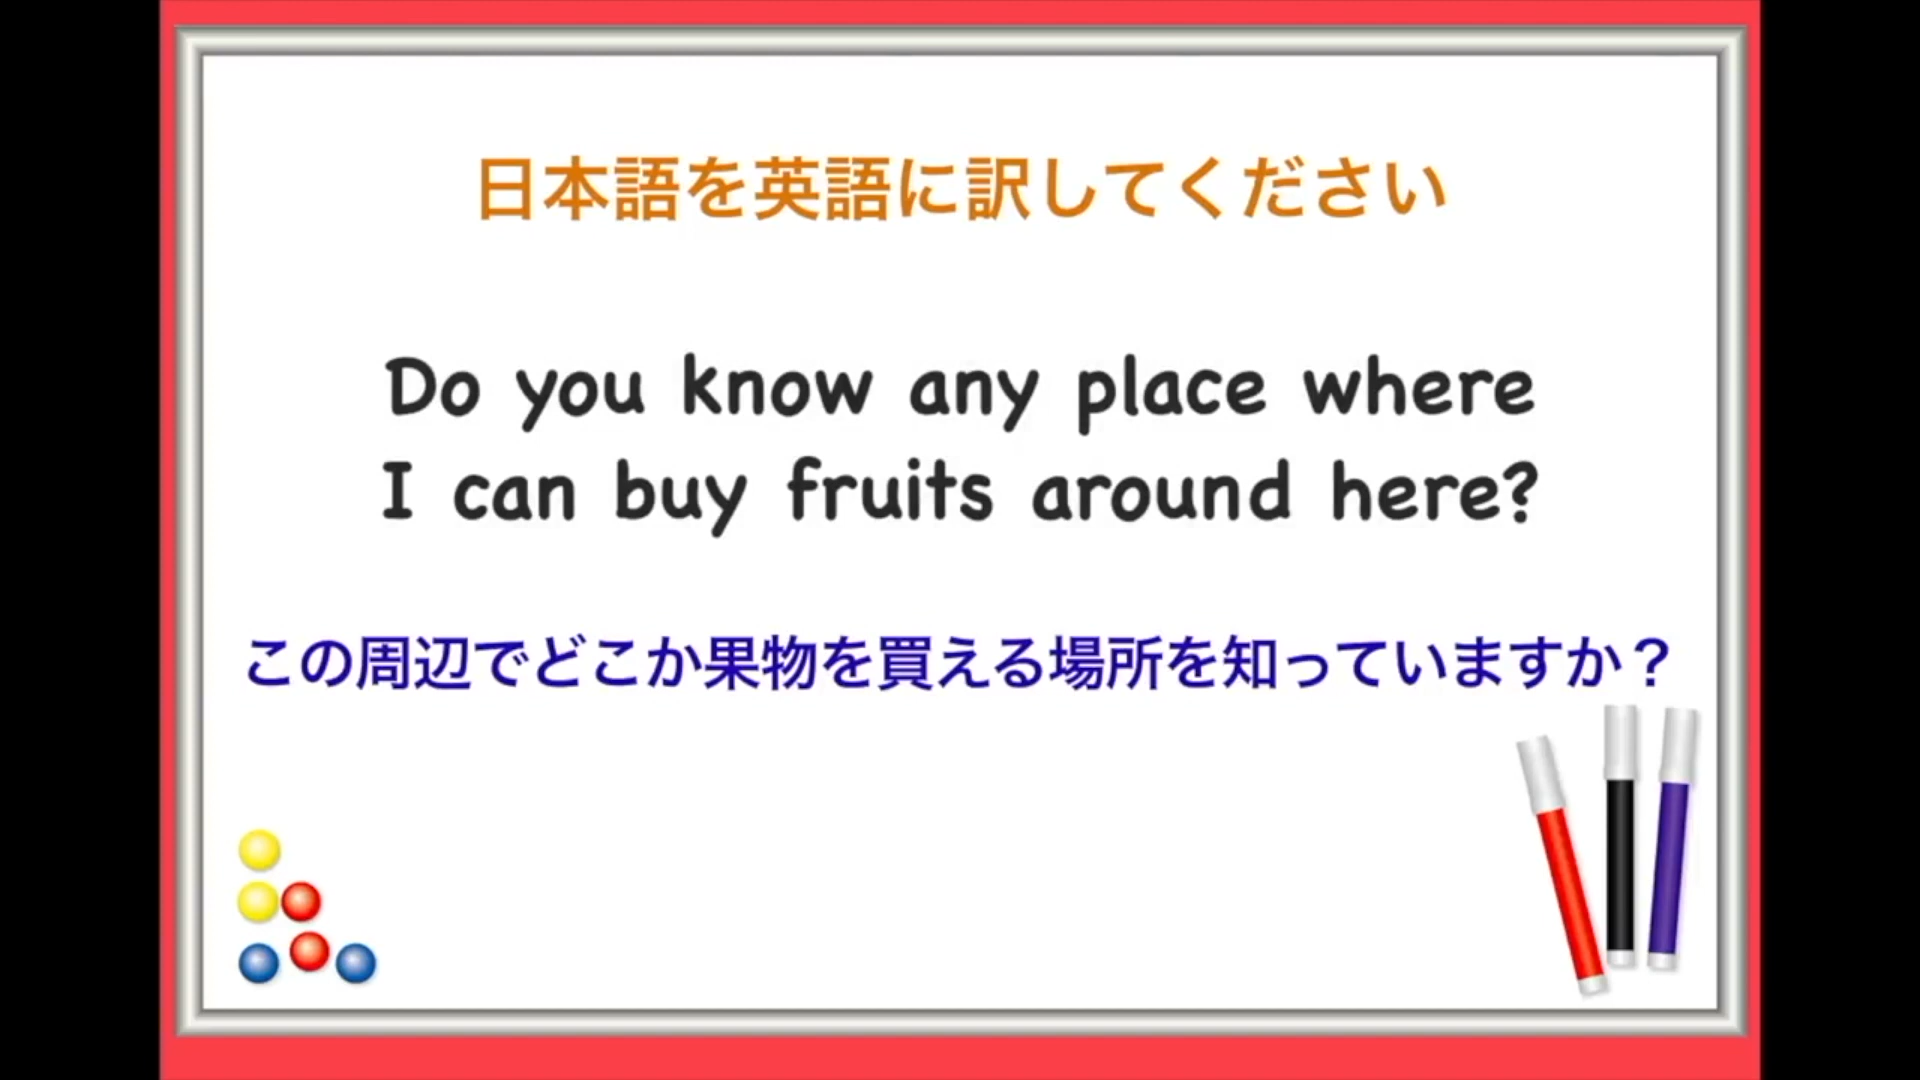 日本語を英語に訳してください
Do you know any place where
I can buy fruits around here?
この周辺でどこか果物を買える場所を知っていますか？